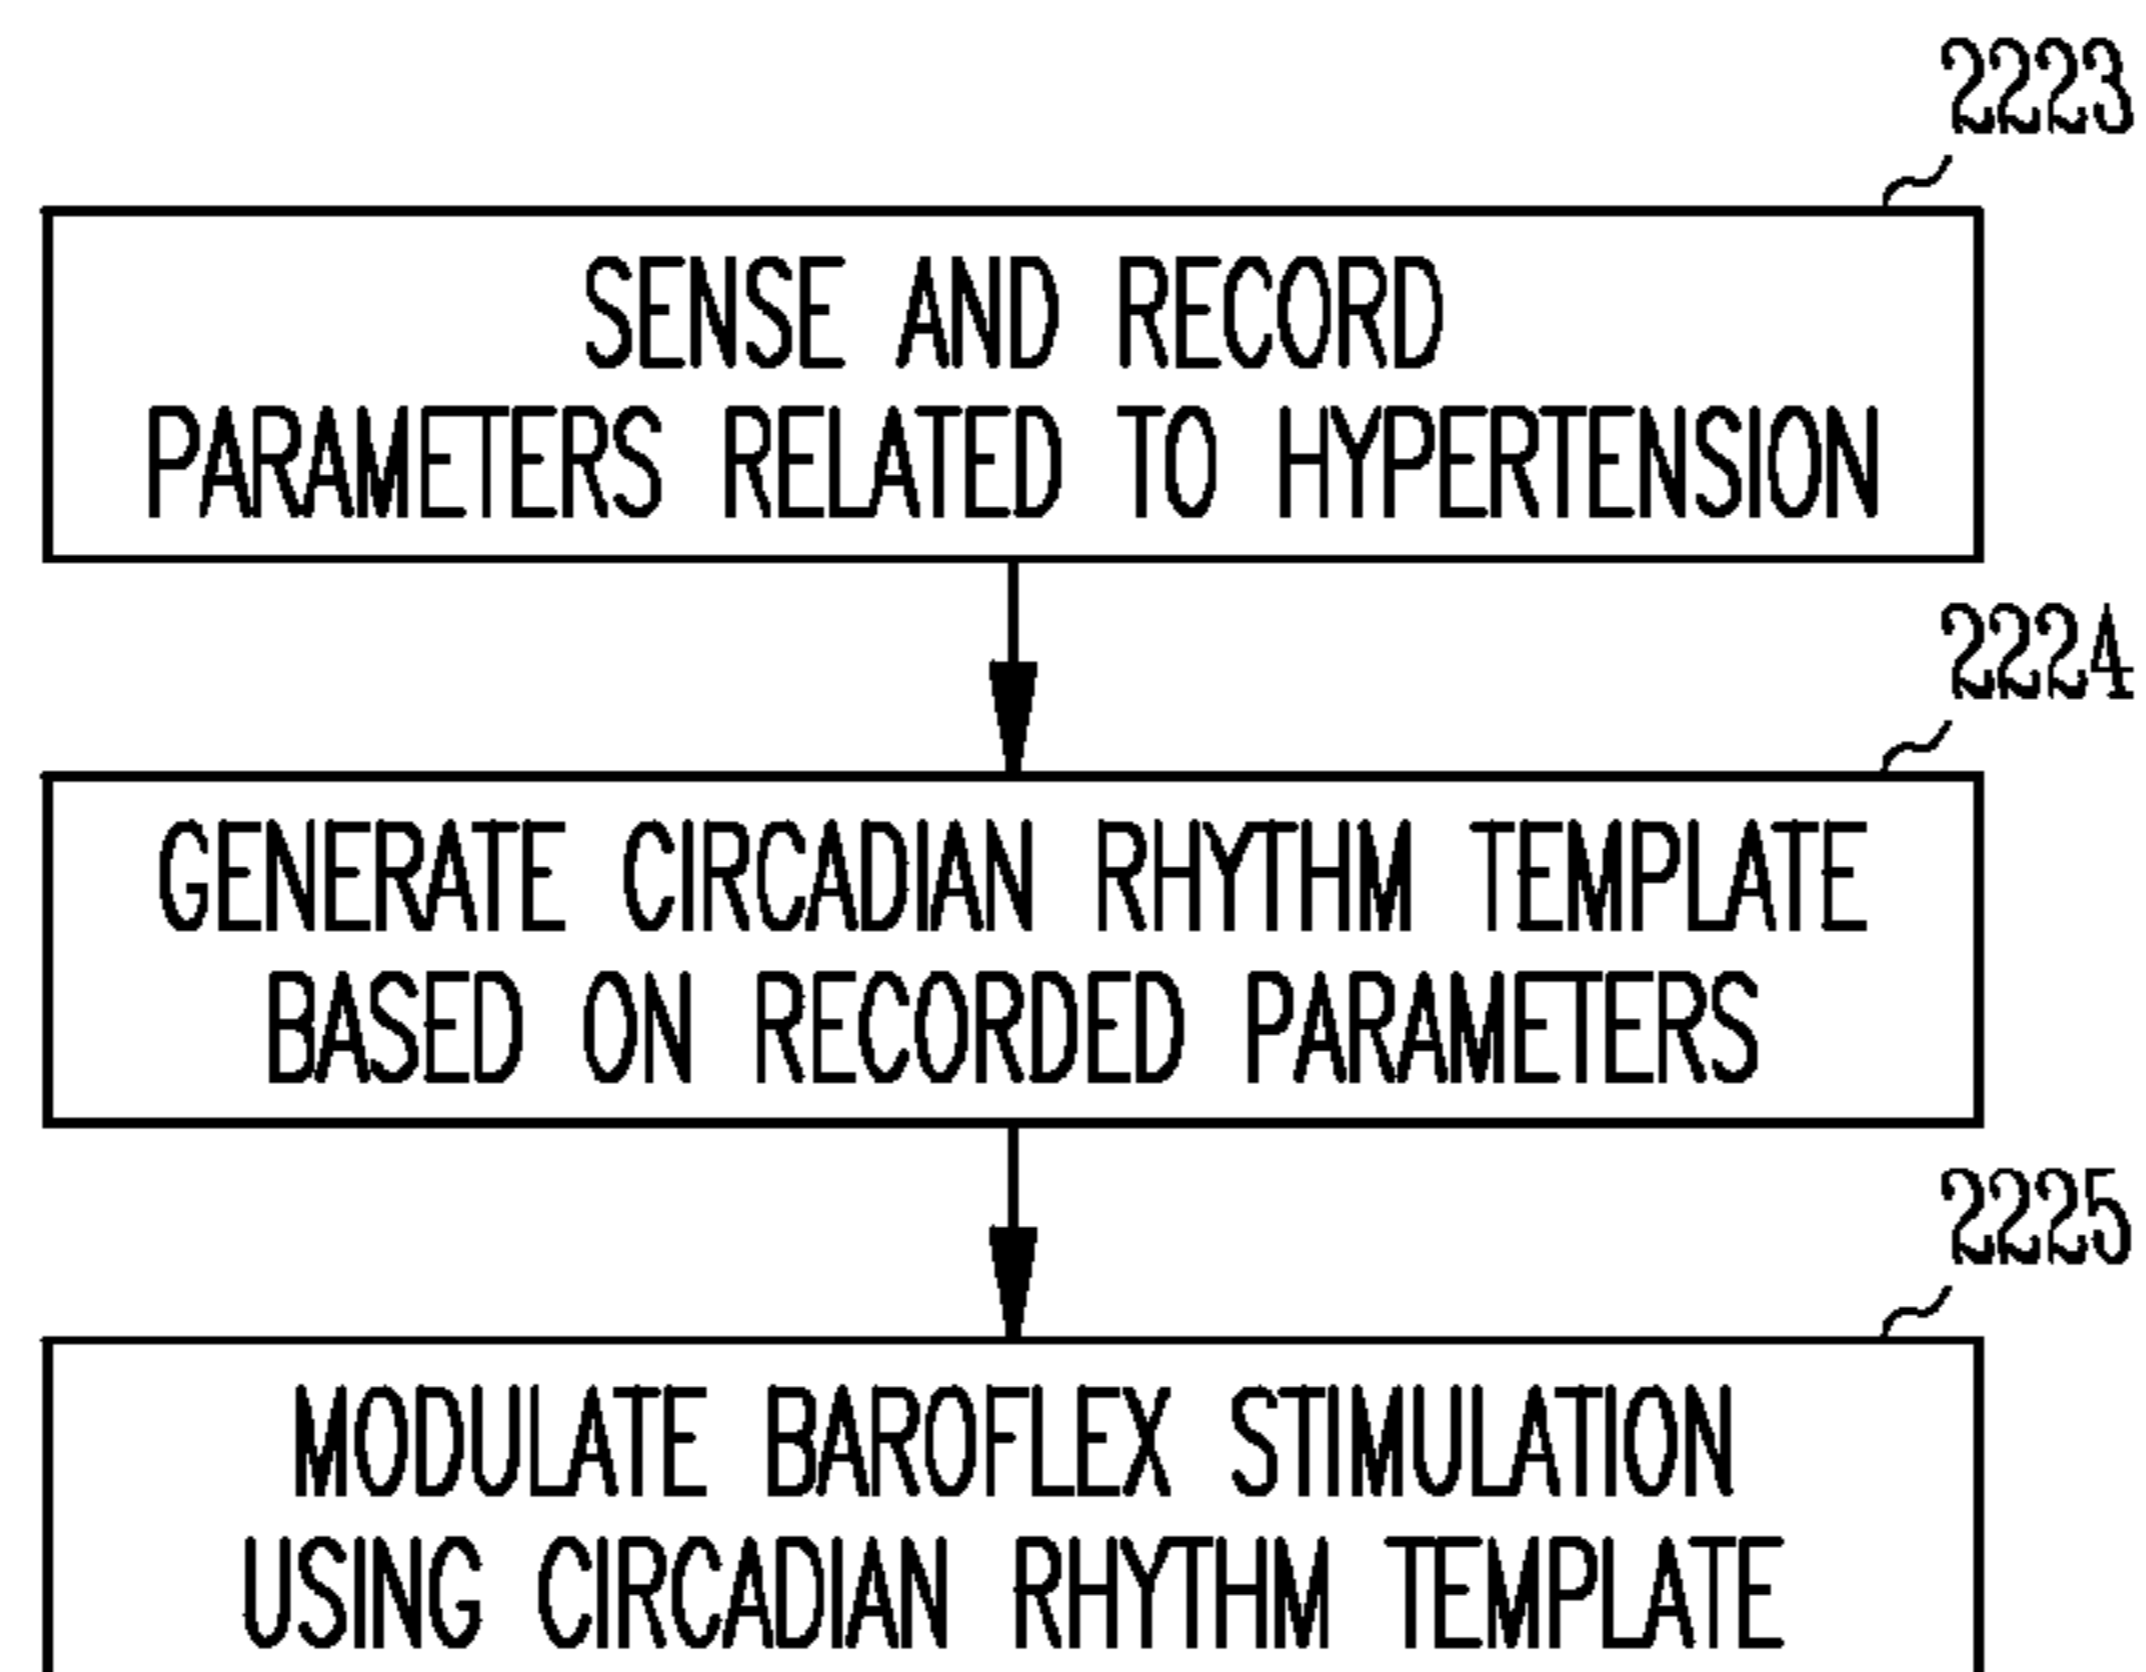 2223
SENSE AND RECORD
PARAMETERS RELATED TO HYPERTENSION
2224
GENERATE CIRCADIAN RHYTHM TEMPLATE
BASED ON RECORDED PARAMETERS
2225
MODULATE BAROFLEX STIMULATION
USING CIRCADIAN RHYTHM TEMPLATE